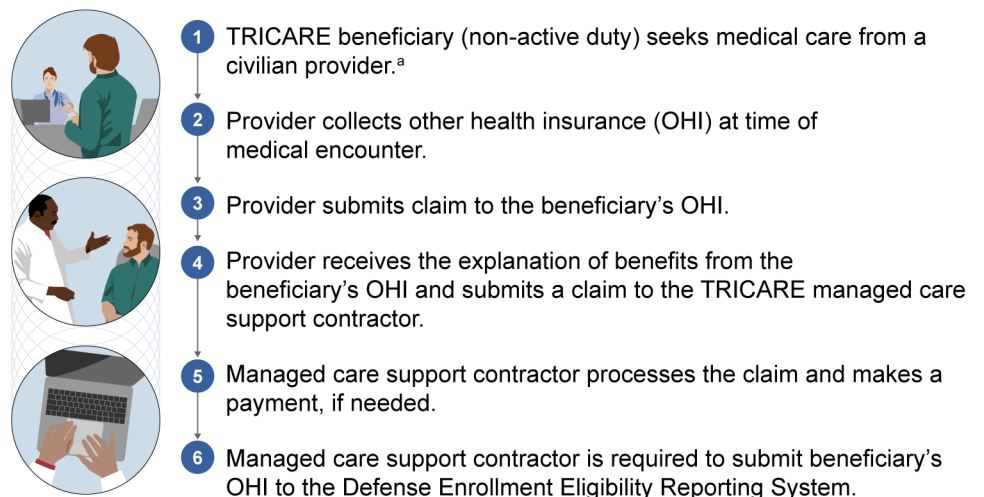 1 TRICARE beneficiary (non-active duty) seeks medical care from a
civilian provider.ª
2 Provider collects other health insurance (OHI) at time of
medical encounter.
3 Provider submits claim to the beneficiary’s OHI.
4 Provider receives the explanation of benefits from the
beneficiary’s OHI and submits a claim to the TRICARE managed care
support contractor.
5 Managed care support contractor processes the claim and makes a
payment, if needed.
6 Managed care support contractor is required to submit beneficiary’s
OHI to the Defense Enrollment Eligibility Reporting System.